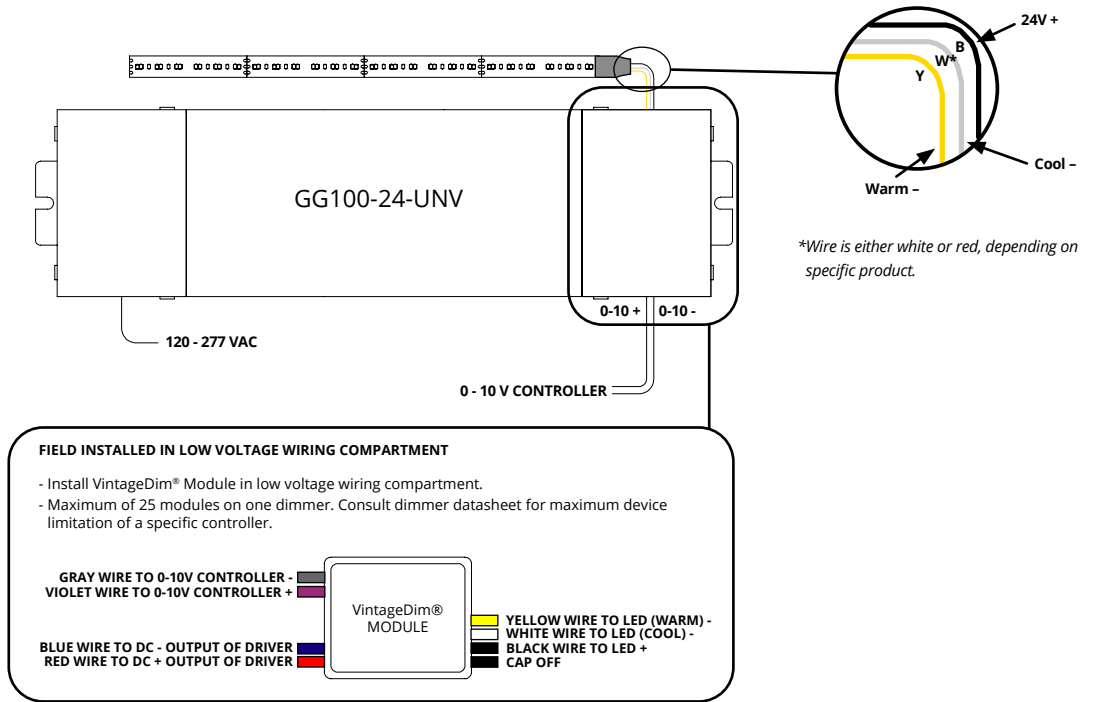 24V +
B
W*
Y
Cool –
Warm –
GG100-24-UNV
*Wire is either white or red, depending on
specific product.
0-10 +
0-10 -
120 - 277 VAC
0 - 10 V CONTROLLER
FIELD INSTALLED IN LOW VOLTAGE WIRING COMPARTMENT
- Install VintageDim® Module in low voltage wiring compartment.
- Maximum of 25 modules on one dimmer. Consult dimmer datasheet for maximum device
limitation of a specific controller.
GRAY WIRE TO 0-10V CONTROLLER -
VIOLET WIRE TO 0-10V CONTROLLER +
BLUE WIRE TO DC - OUTPUT OF DRIVER
RED WIRE TO DC + OUTPUT OF DRIVER
VintageDim®
MODULE
YELLOW WIRE TO LED (WARM) -
WHITE WIRE TO LED (COOL) -
BLACK WIRE TO LED +
CAP OFF